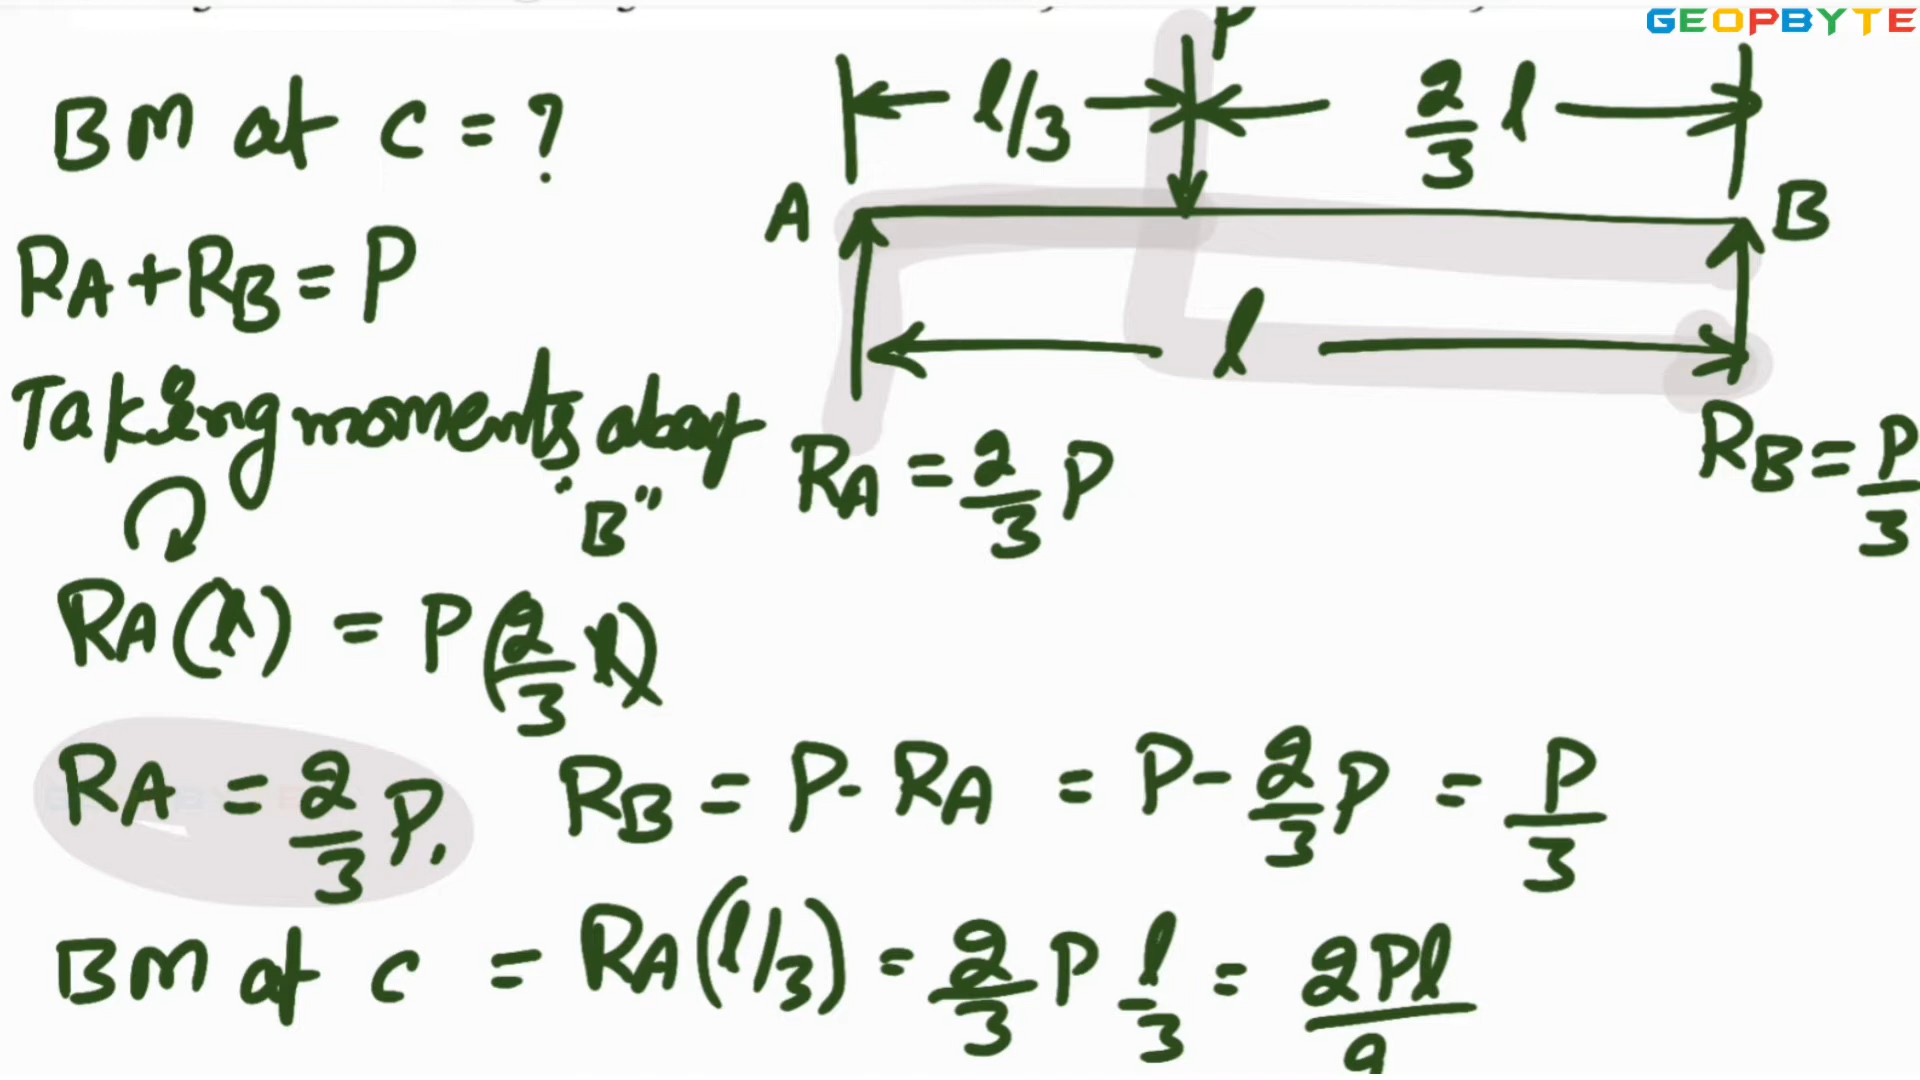 GEOPBYTE
P
l/3
2/3 l
BM at C = ?
A
B
RA + RB = P
l
Taking moments about "B"
RA = 2/3 P
RB = P/3
RA (l) = P (2/3 l)
RA = 2/3 P.
RB = P - RA = P - 2/3 P = P/3
BM at C = RA (l/3) = 2/3 P l/3 = 2Pl/9